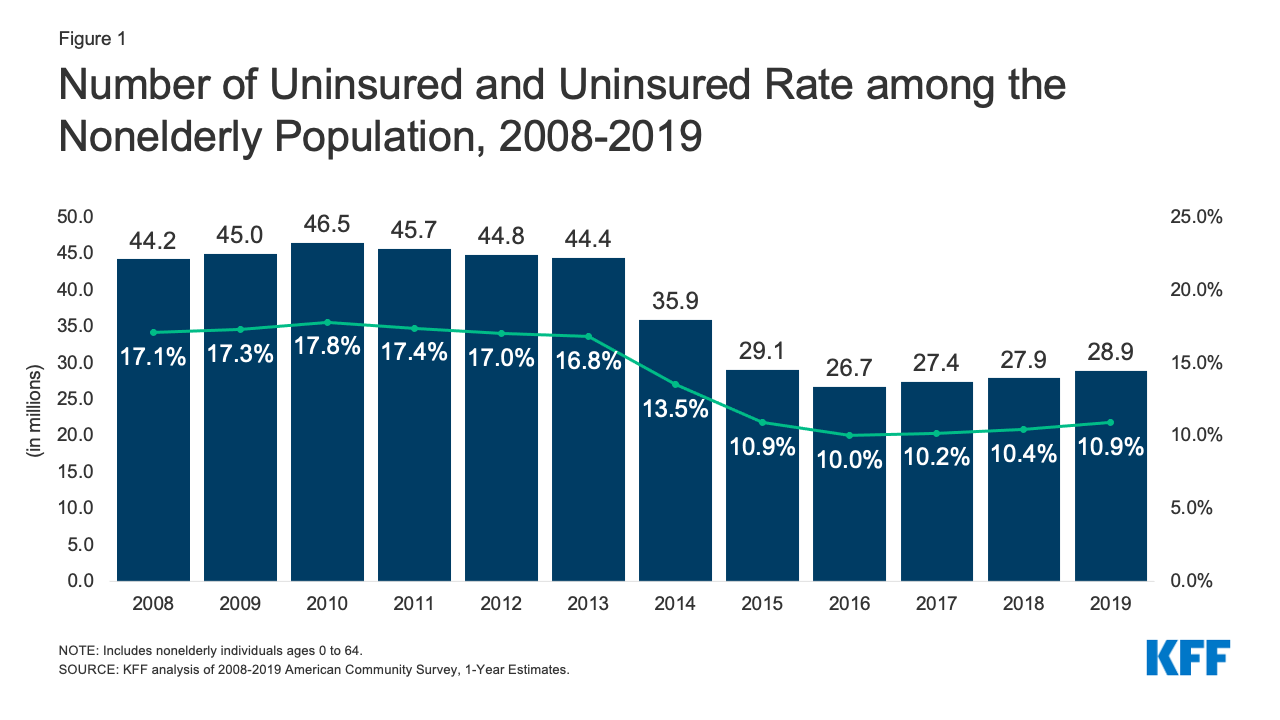 Figure 1
Number of Uninsured and Uninsured Rate among the
Nonelderly Population, 2008-2019
(in millions)
50.0
45.0
40.0
35.0
30.0
25.0
20.0
15.0
10.0
5.0
0.0
44.2 45.0 46.5 45.7 44.8 44.4 35.9 29.1 26.7 27.4 27.9 28.9
17.1% 17.3% 17.8% 17.4% 17.0% 16.8% 13.5% 10.9% 10.0% 10.2% 10.4% 10.9%
25.0%
20.0%
15.0%
10.0%
5.0%
0.0%
2008 2009 2010 2011 2012 2013 2014 2015 2016 2017 2018 2019
NOTE: Includes nonelderly individuals ages 0 to 64.
SOURCE: KFF analysis of 2008-2019 American Community Survey, 1-Year Estimates.
KFF